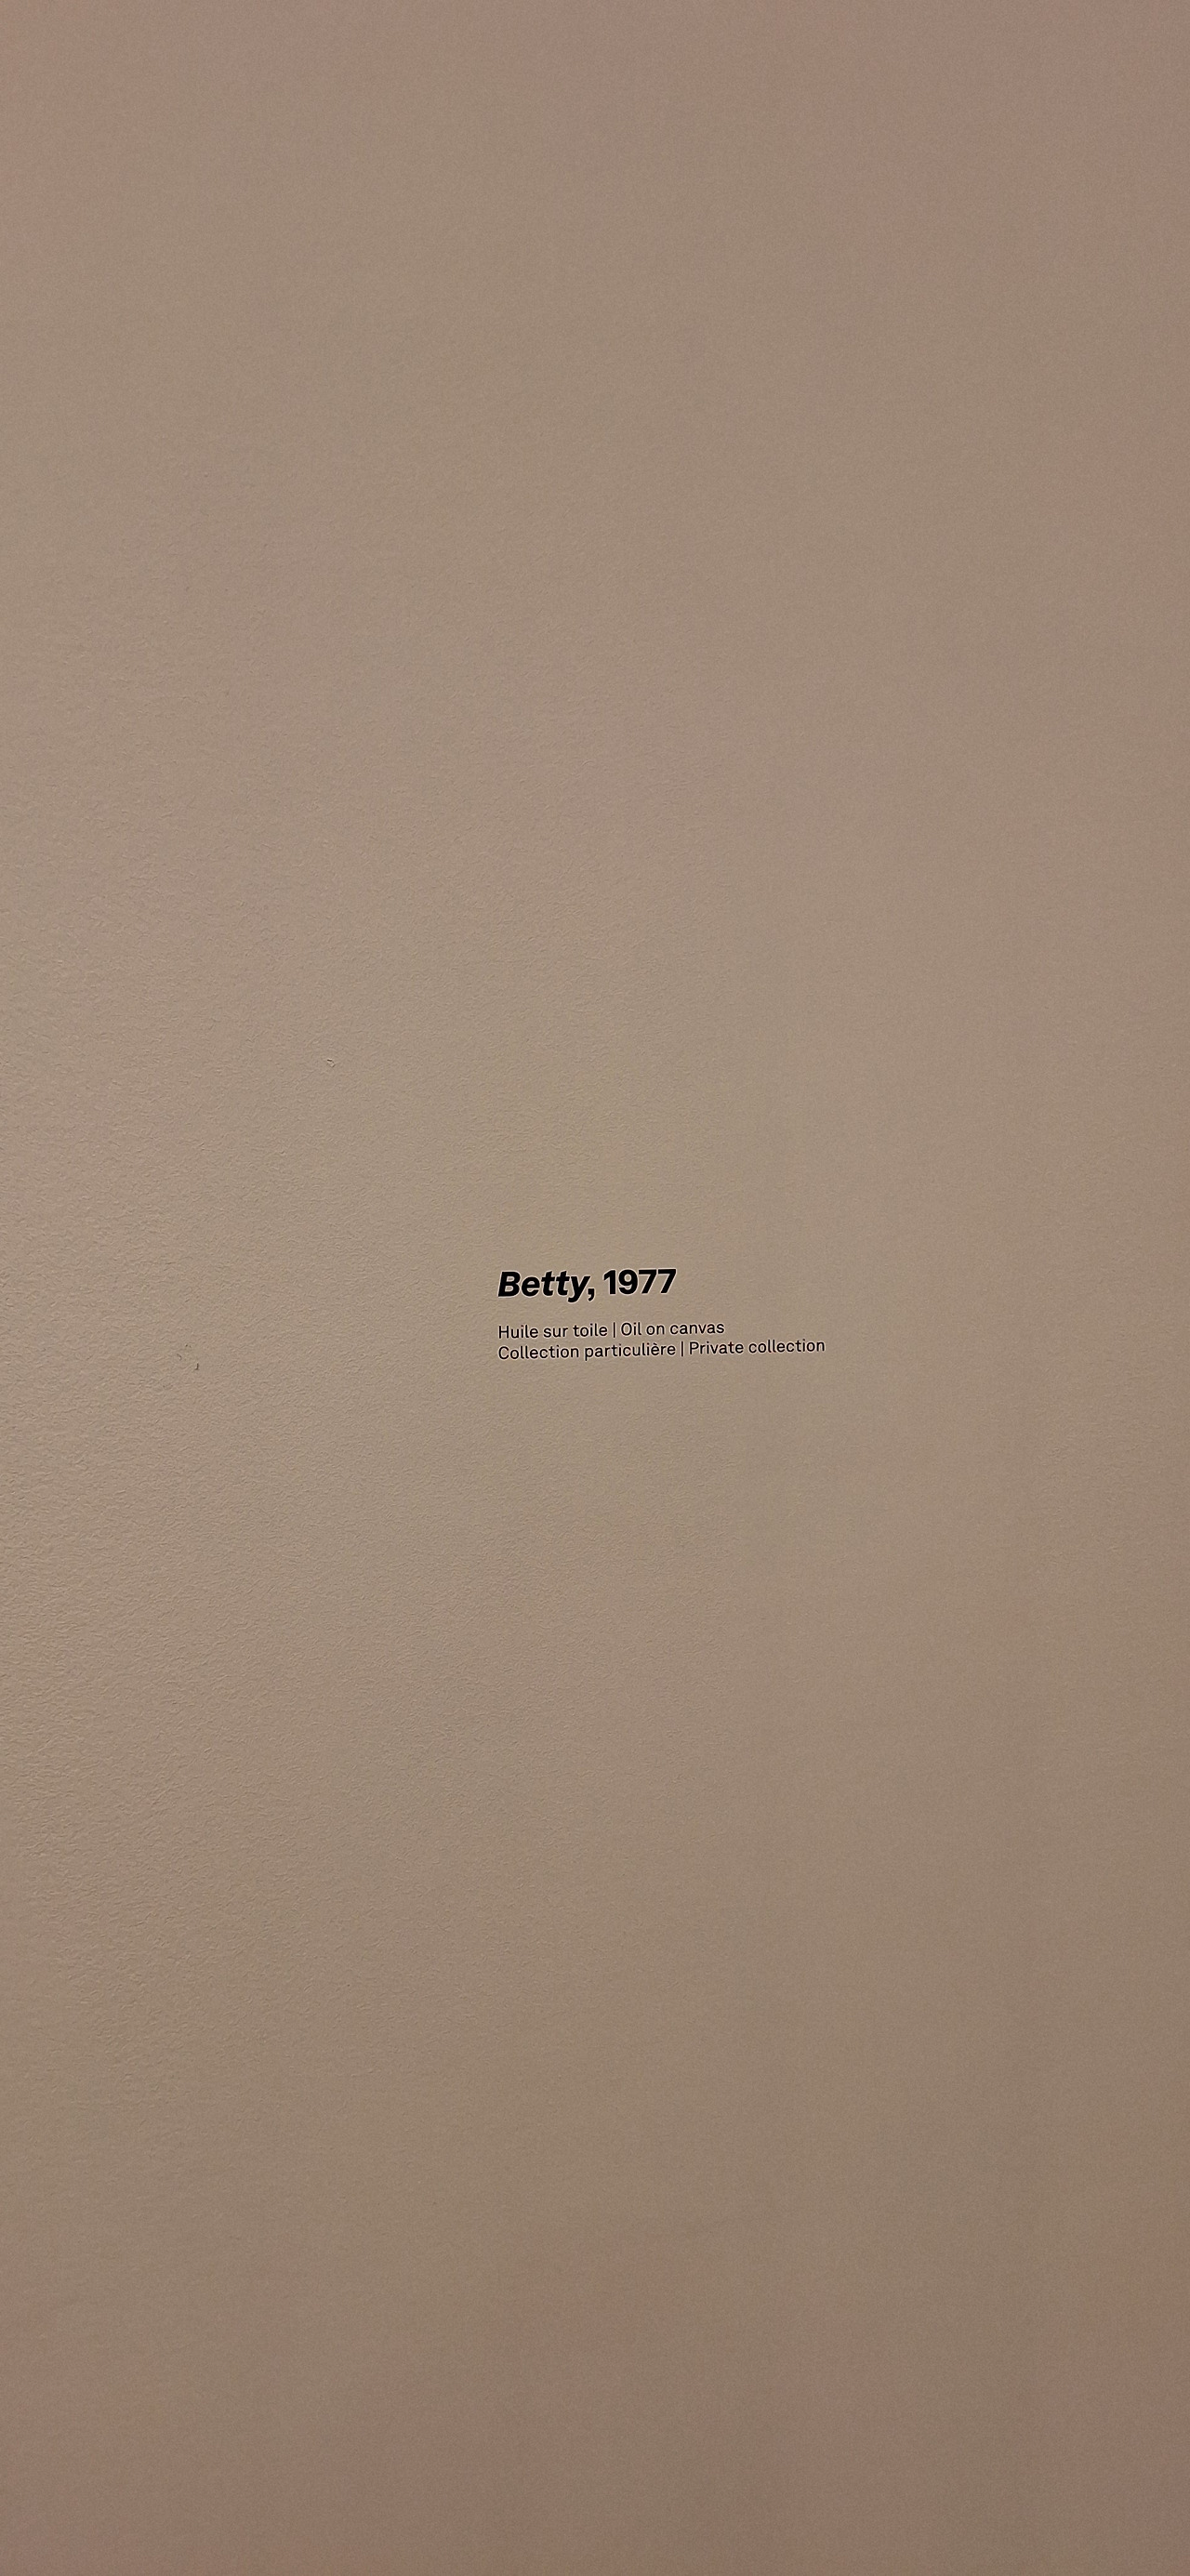 Betty, 1977
Huile sur toile | Oil on canvas
Collection particulière | Private collection